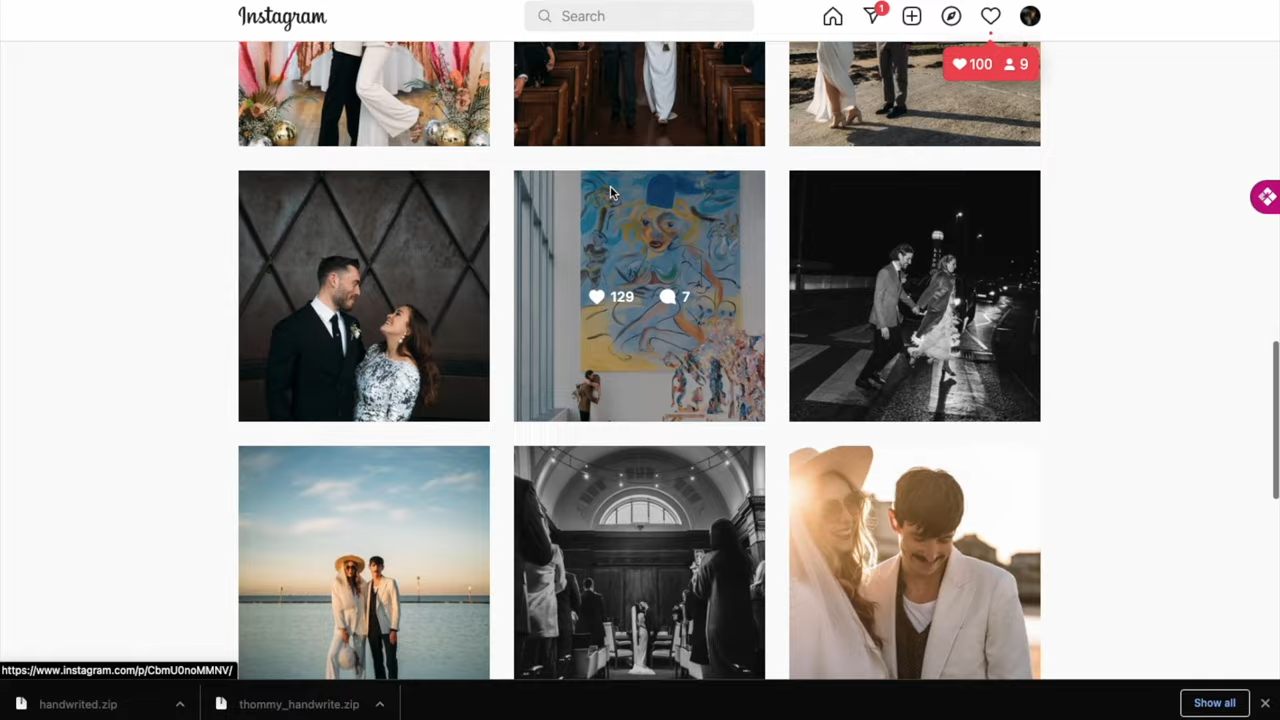 Instagram
Search
1
100 9
129 7
https://www.instagram.com/p/CbmU0noMMNV/
handwrited.zip
thommy_handwrite.zip
Show all